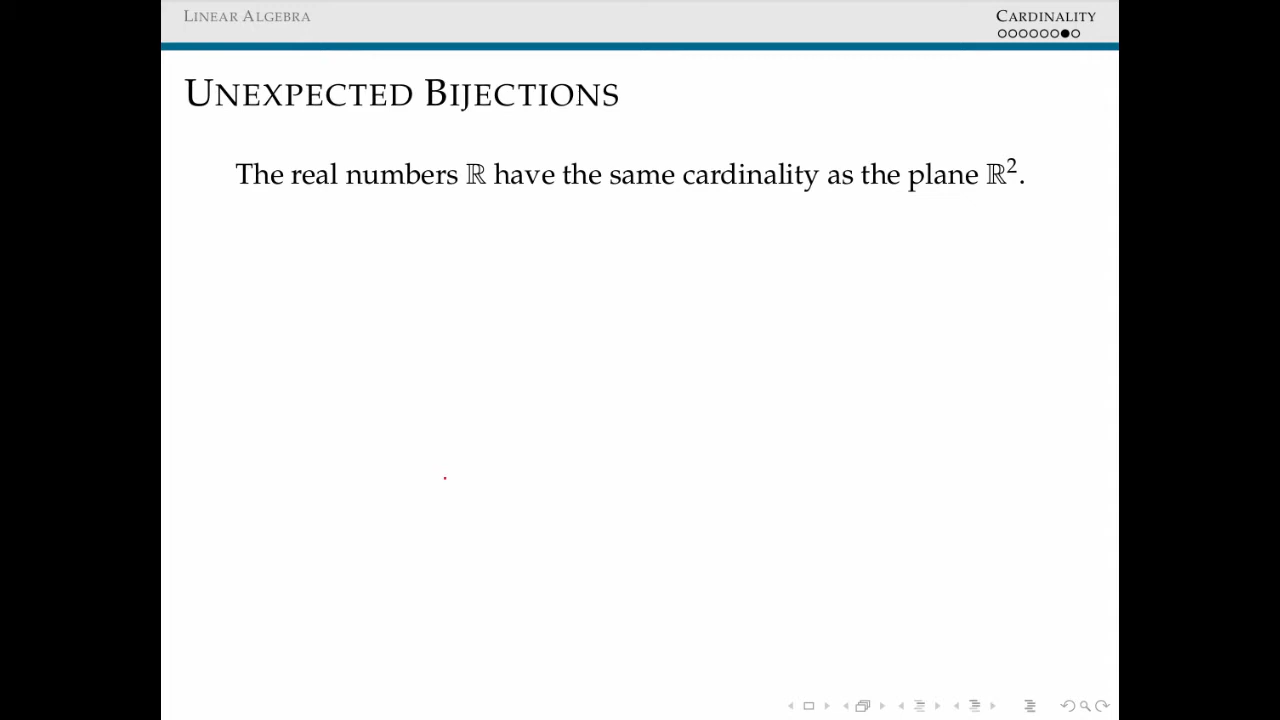 LINEAR ALGEBRA
CARDINALITY
UNEXPECTED BIJECTIONS
The real numbers ℝ have the same cardinality as the plane ℝ².